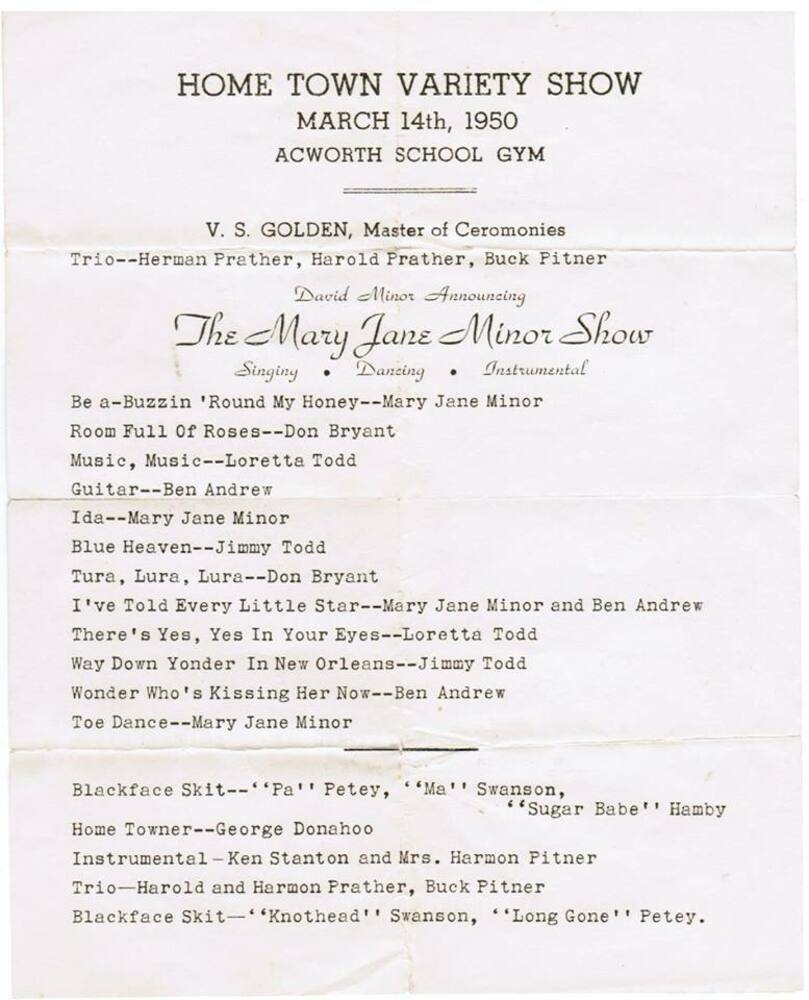 HOME TOWN VARIETY SHOW
MARCH 14th, 1950
ACWORTH SCHOOL GYM
V. S. GOLDEN, Master of Ceromonies
Trio--Herman Prather, Harold Prather, Buck Pitner
David Minor Announcing
The Mary Jane Minor Show
Singing • Dancing • Instrumental
Be a-Buzzin 'Round My Honey--Mary Jane Minor
Room Full Of Roses--Don Bryant
Music, Music--Loretta Todd
Guitar--Ben Andrew
Ida--Mary Jane Minor
Blue Heaven--Jimmy Todd
Tura, Lura, Lura--Don Bryant
I've Told Every Little Star--Mary Jane Minor and Ben Andrew
There's Yes, Yes In Your Eyes--Loretta Todd
Way Down Yonder In New Orleans--Jimmy Todd
Wonder Who's Kissing Her Now--Ben Andrew
Toe Dance--Mary Jane Minor
Blackface Skit--‘‘Pa'' Petey, ‘‘Ma'' Swanson,
‘‘Sugar Babe'' Hamby
Home Towner--George Donahoo
Instrumental–Ken Stanton and Mrs. Harmon Pitner
Trio—Harold and Harmon Prather, Buck Pitner
Blackface Skit—‘‘Knothead'' Swanson, ‘‘Long Gone'' Petey.